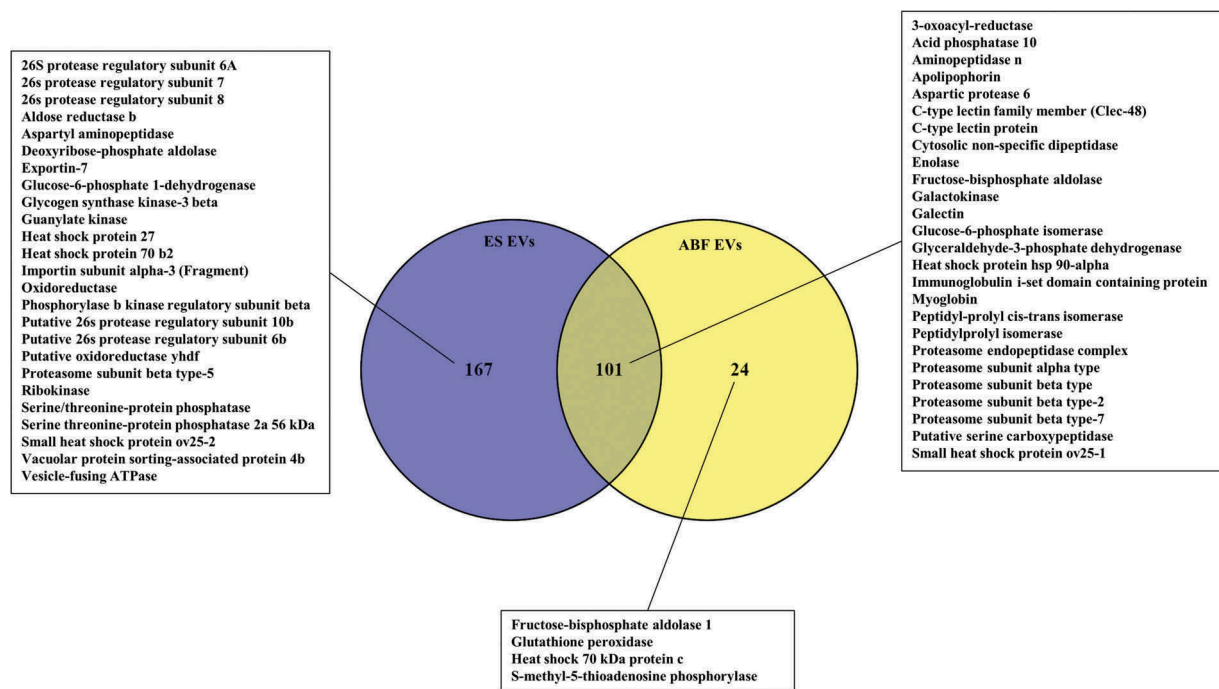 26S protease regulatory subunit 6A
26s protease regulatory subunit 7
26s protease regulatory subunit 8
Aldose reductase b
Aspartyl aminopeptidase
Deoxyribose-phosphate aldolase
Exportin-7
Glucose-6-phosphate 1-dehydrogenase
Glycogen synthase kinase-3 beta
Guanylate kinase
Heat shock protein 27
Heat shock protein 70 b2
Importin subunit alpha-3 (Fragment)
Oxidoreductase
Phosphorylase b kinase regulatory subunit beta
Putative 26s protease regulatory subunit 10b
Putative 26s protease regulatory subunit 6b
Putative oxidoreductase yhdf
Proteasome subunit beta type-5
Ribokinase
Serine/threonine-protein phosphatase
Serine threonine-protein phosphatase 2a 56 kDa
Small heat shock protein ov25-2
Vacuolar protein sorting-associated protein 4b
Vesicle-fusing ATPase
ES EVs
ABF EVs
167
101
24
3-oxoacyl-reductase
Acid phosphatase 10
Aminopeptidase n
Apolipophorin
Aspartic protease 6
C-type lectin family member (Clec-48)
C-type lectin protein
Cytosolic non-specific dipeptidase
Enolase
Fructose-bisphosphate aldolase
Galactokinase
Galectin
Glucose-6-phosphate isomerase
Glyceraldehyde-3-phosphate dehydrogenase
Heat shock protein hsp 90-alpha
Immunoglobulin i-set domain containing protein
Myoglobin
Peptidyl-prolyl cis-trans isomerase
Peptidylprolyl isomerase
Proteasome endopeptidase complex
Proteasome subunit alpha type
Proteasome subunit beta type
Proteasome subunit beta type-2
Proteasome subunit beta type-7
Putative serine carboxypeptidase
Small heat shock protein ov25-1
Fructose-bisphosphate aldolase 1
Glutathione peroxidase
Heat shock 70 kDa protein c
S-methyl-5-thioadenosine phosphorylase